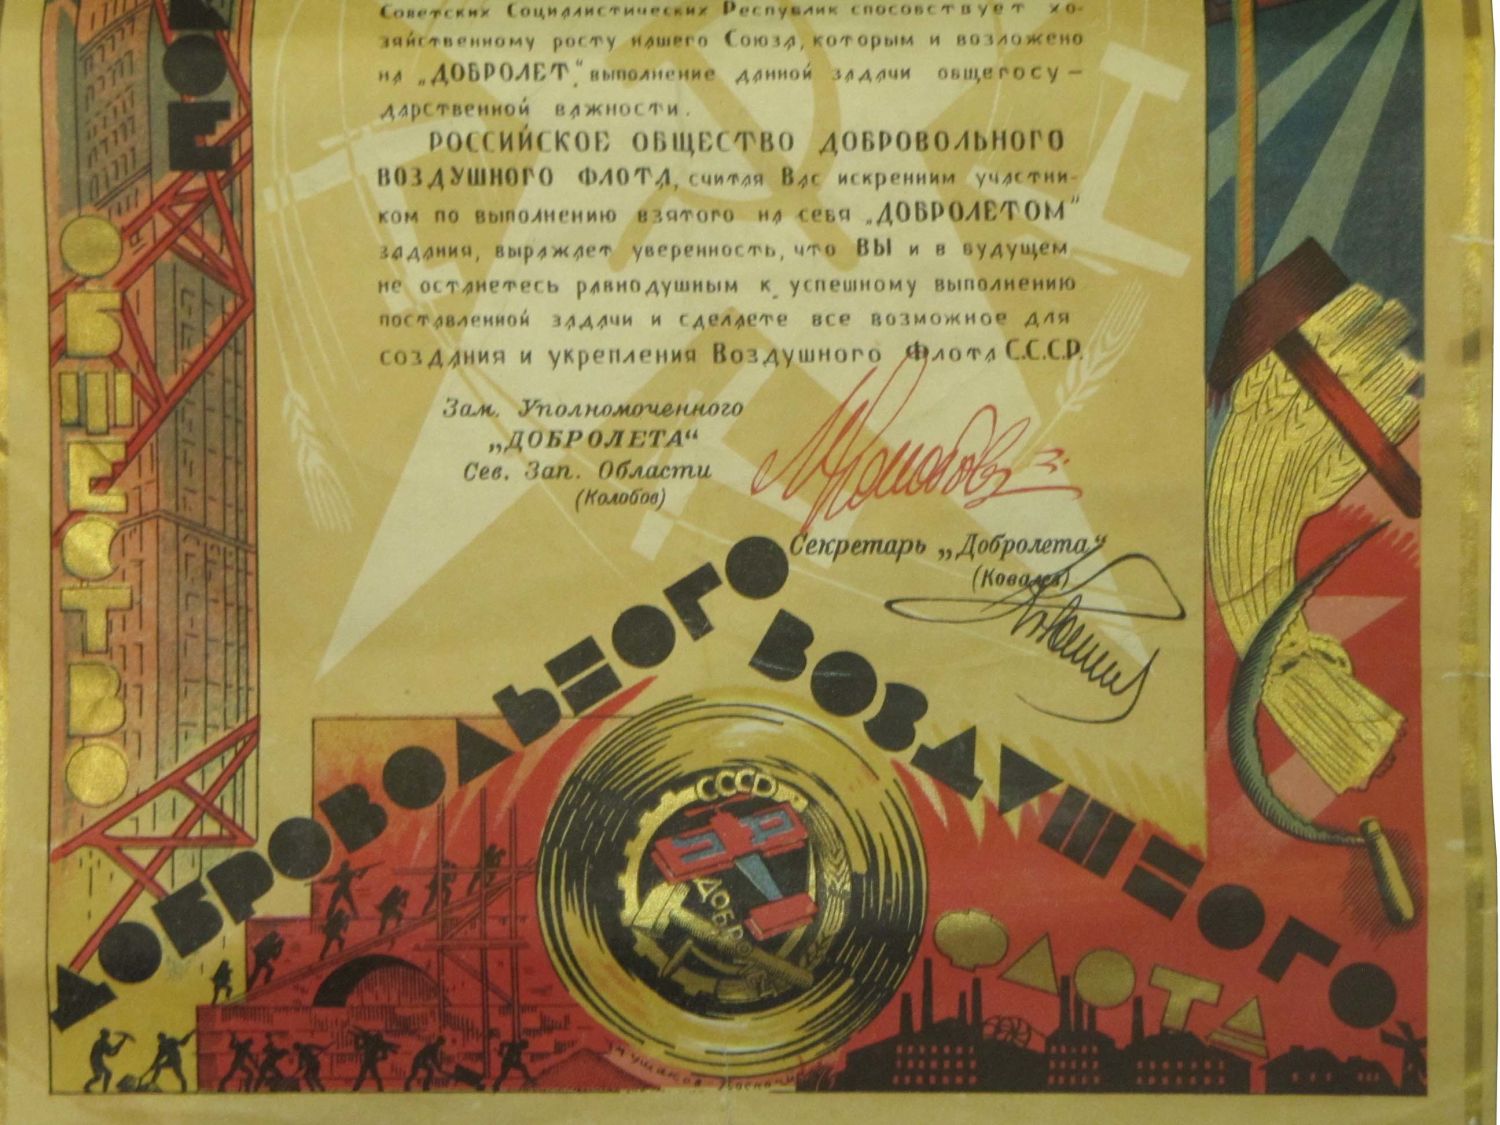 Советских Социалистических Республик способствует хо-
зяйственному росту нашего Союза, которым и возложено
на „ДОБРОЛЕТ“ выполнение данной задачи общегосу-
дарственной важности.
РОССИЙСКОЕ ОБЩЕСТВО ДОБРОВОЛЬНОГО
ВОЗДУШНОГО ФЛОТА, считая Вас искренним участни-
ком по выполнению взятого на себя „ДОБРОЛЕТОМ"
задания, выражает уверенность, что ВЫ и в будущем
не останетесь равнодушным к успешному выполнению
поставленной задачи и сделаете все возможное для
создания и укрепления Воздушного Флота С.С.С.Р.
Зам. Уполномоченного
„ДОБРОЛЕТА“
Сев. Зап. Области
(Колобов)
Секретарь „Добролета“
(Ковалев)
КОЕ
ОБЩЕСТВО
ДОБРОВОЛЬНОГО
ВОЗДУШНОГО
ФЛОТА
СССР
ДОБРО